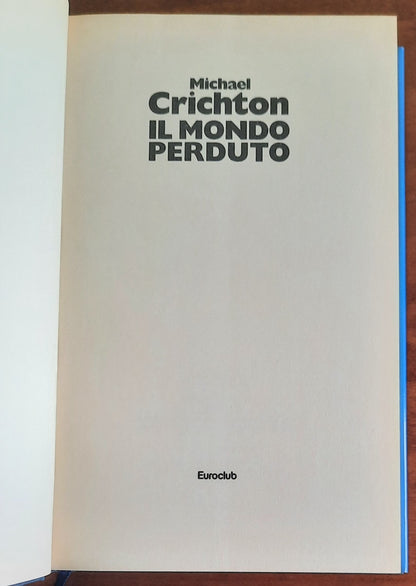 Michael
Crichton
IL MONDO
PERDUTO
Euroclub